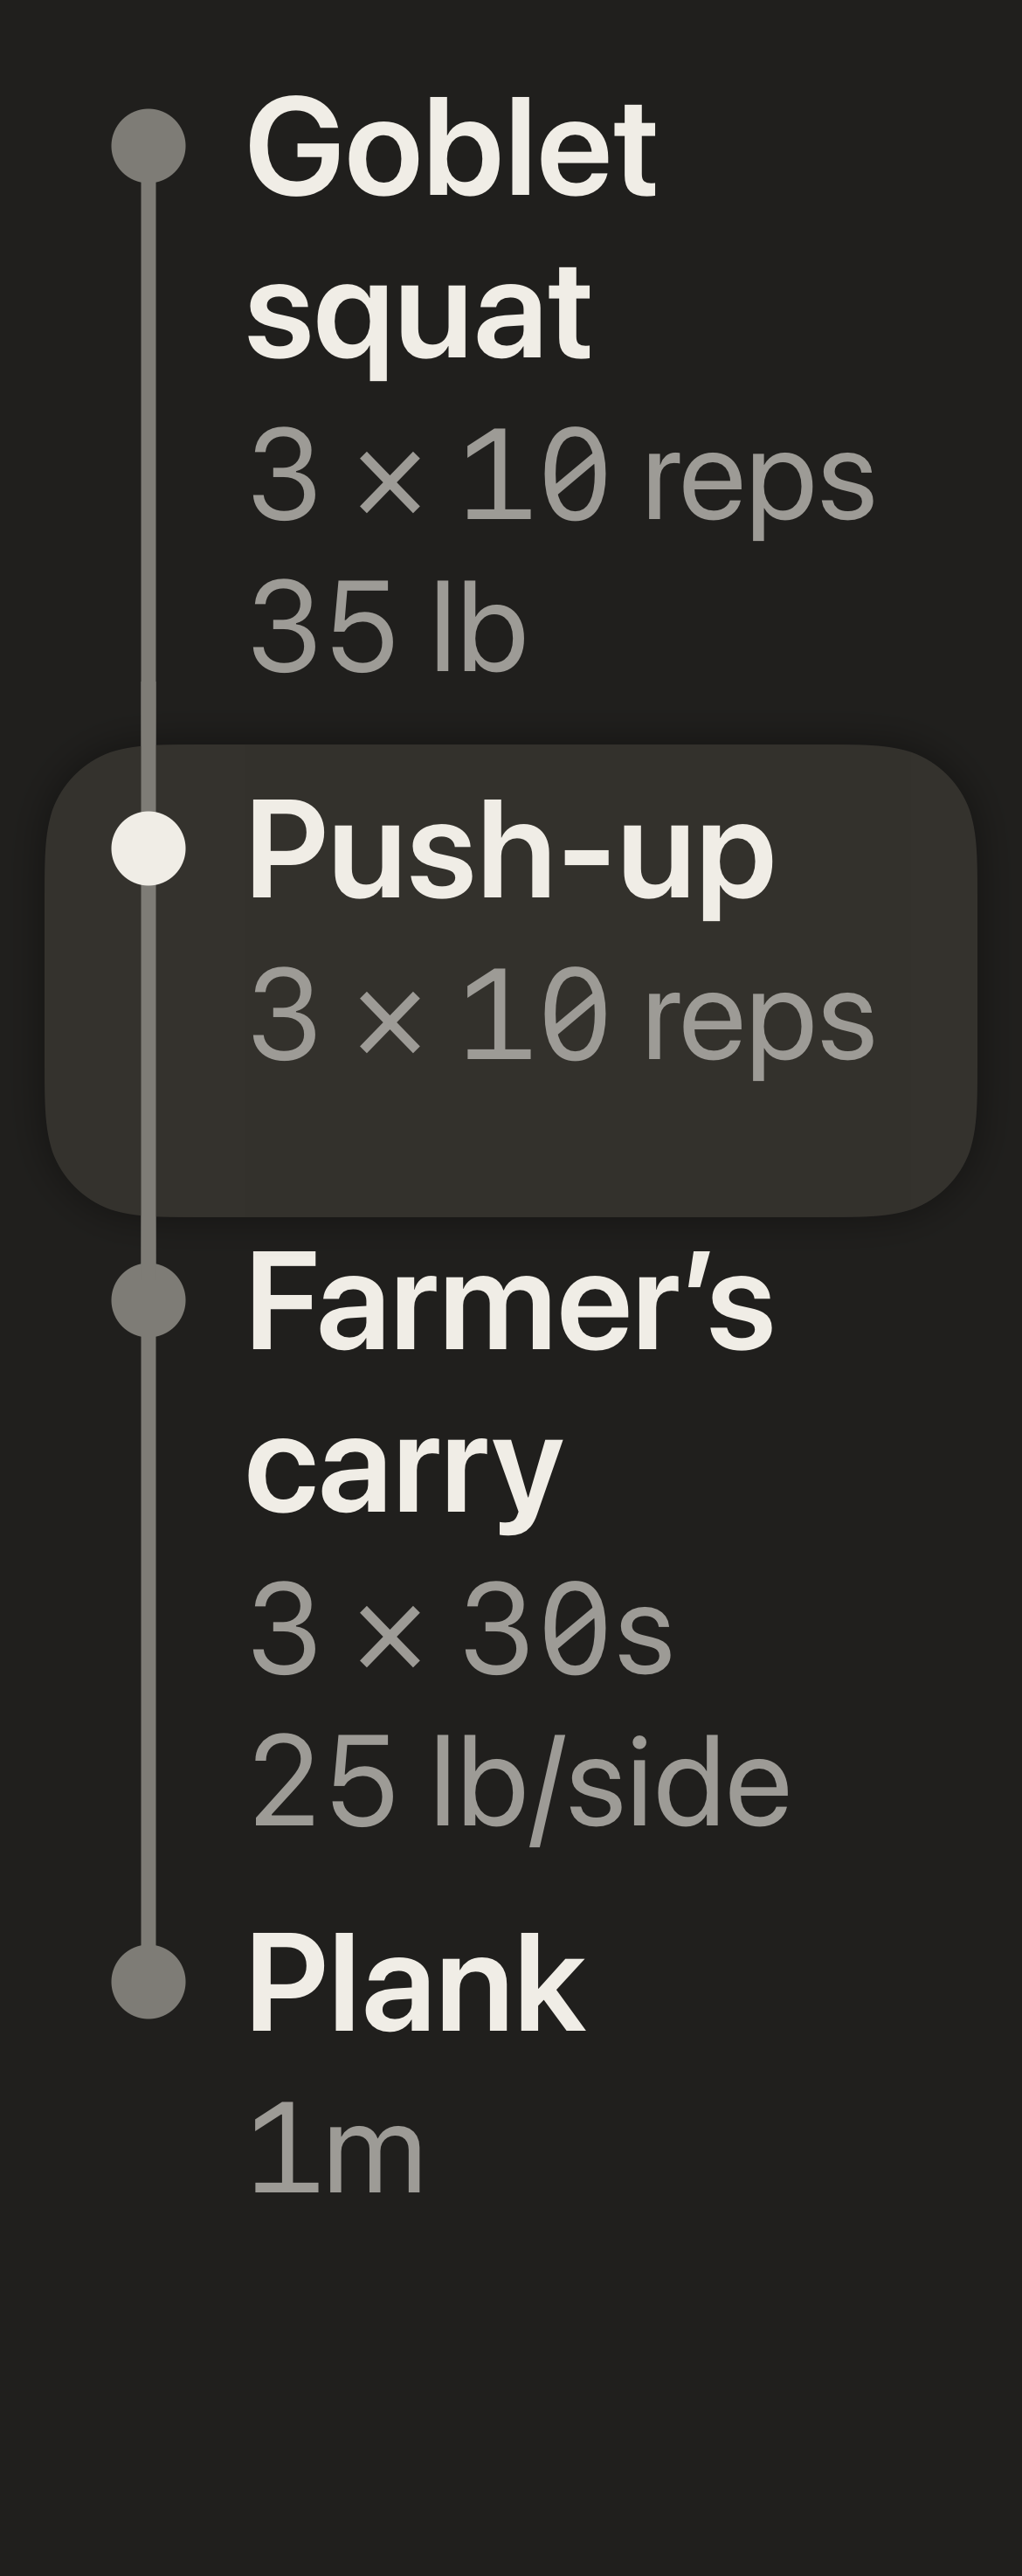 Goblet
squat
3 × 10 reps
35 lb
Push-up
3 × 10 reps
Farmer’s
carry
3 × 30s
25 lb/side
Plank
1m